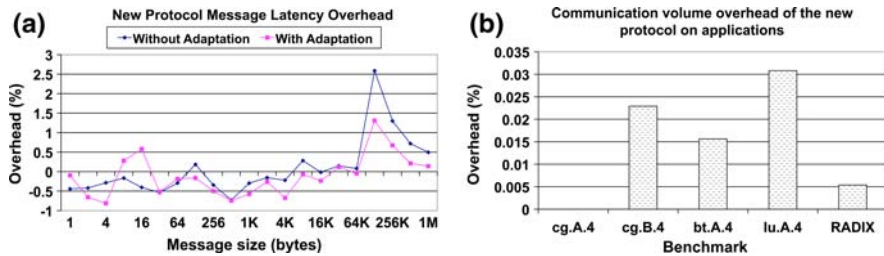 (a)
New Protocol Message Latency Overhead
Without Adaptation
With Adaptation
Overhead (%)
3
2.5
2
1.5
1
0.5
0
-0.5
-1
1
4
16
64
256
1K
4K
16K
64K
256K
1M
Message size (bytes)
(b)
Communication volume overhead of the new
protocol on applications
Overhead (%)
0.035
0.03
0.025
0.02
0.015
0.01
0.005
0
cg.A.4
cg.B.4
bt.A.4
lu.A.4
RADIX
Benchmark